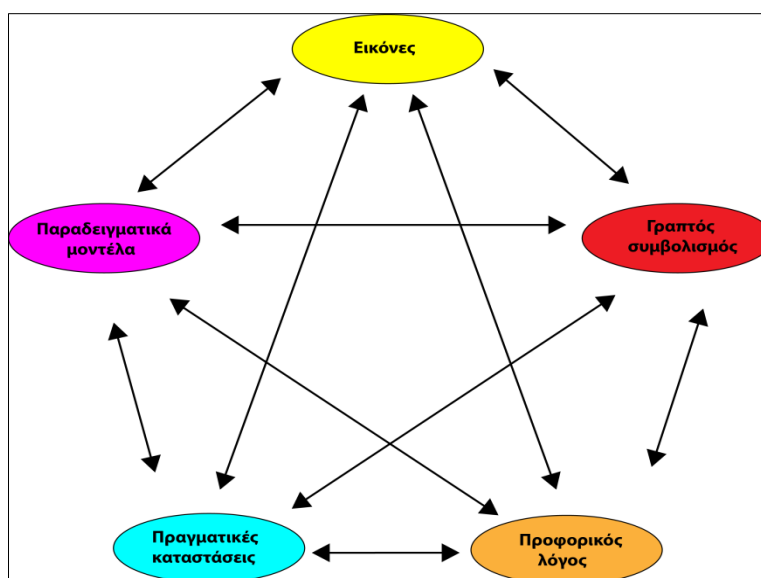 Εικόνες
Παραδειγματικά
μοντέλα
Γραπτός
συμβολισμός
Πραγματικές
καταστάσεις
Προφορικός
λόγος